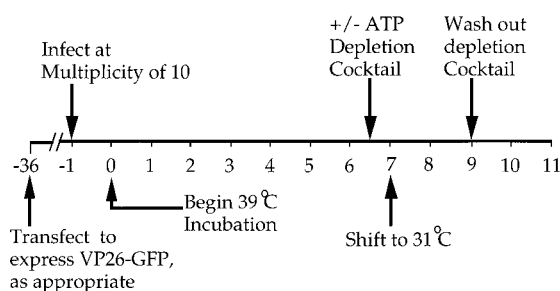 Infect at
Multiplicity of 10
+/- ATP
Depletion
Cocktail
Wash out
depletion
Cocktail
-36 -1 0 1 2 3 4 5 6 7 8 9 10 11
Begin 39°C
Incubation
Shift to 31°C
Transfect to
express VP26-GFP,
as appropriate